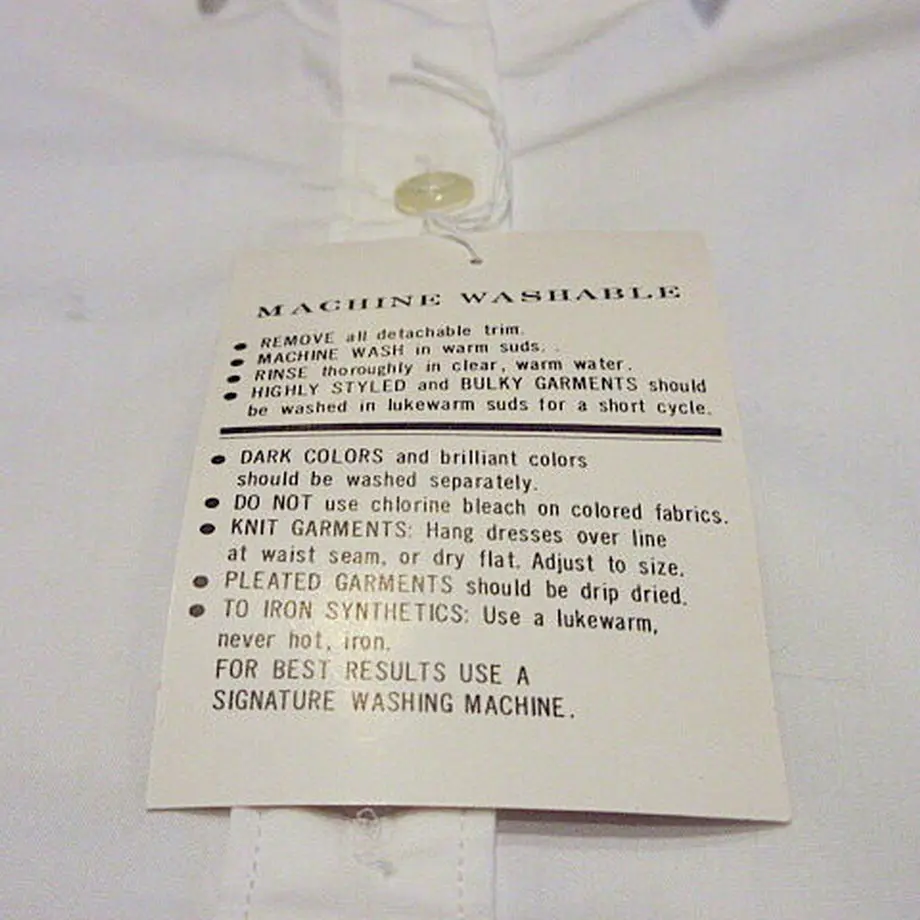 MACHINE WASHABLE
● REMOVE all detachable trim.
● MACHINE WASH in warm suds.
● RINSE thoroughly in clear, warm water.
● HIGHLY STYLED and BULKY GARMENTS should
be washed in lukewarm suds for a short cycle.
● DARK COLORS and brilliant colors
should be washed separately.
● DO NOT use chlorine bleach on colored fabrics.
● KNIT GARMENTS: Hang dresses over line
at waist seam, or dry flat. Adjust to size.
● PLEATED GARMENTS should be drip dried.
● TO IRON SYNTHETICS: Use a lukewarm,
never hot, iron.
FOR BEST RESULTS USE A
SIGNATURE WASHING MACHINE.